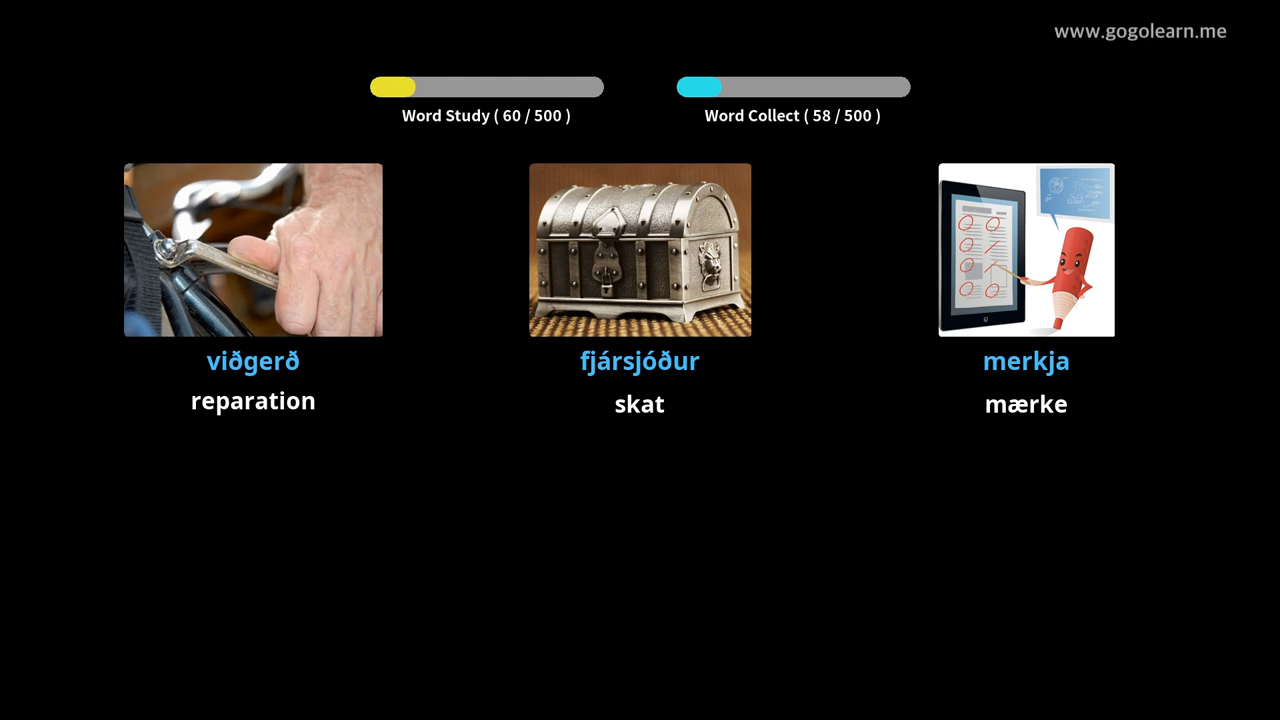 www.gogolearn.me
Word Study ( 60 / 500 )
Word Collect ( 58 / 500 )
viðgerð
fjársjóður
merkja
reparation
skat
mærke